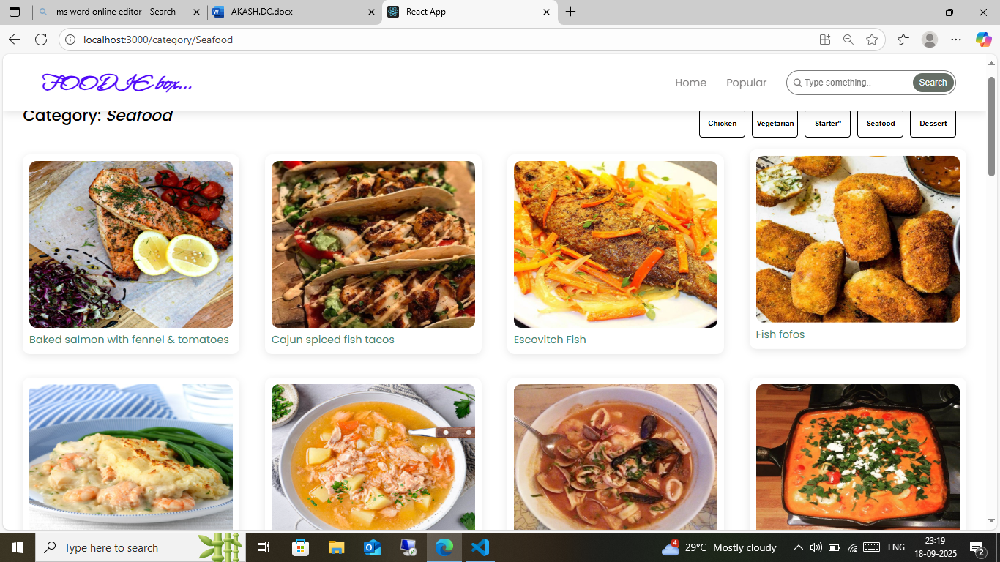 ms word online editor - Search
AKASH.DC.docx
React App
localhost:3000/category/Seafood
FOODIE box...
Home
Popular
Type something..
Search
Category: Seafood
Chicken
Vegetarian
Starter"
Seafood
Dessert
Baked salmon with fennel & tomatoes
Cajun spiced fish tacos
Escovitch Fish
Fish fofos
Type here to search
4
29°C Mostly cloudy
ENG
23:19
18-09-2025
2